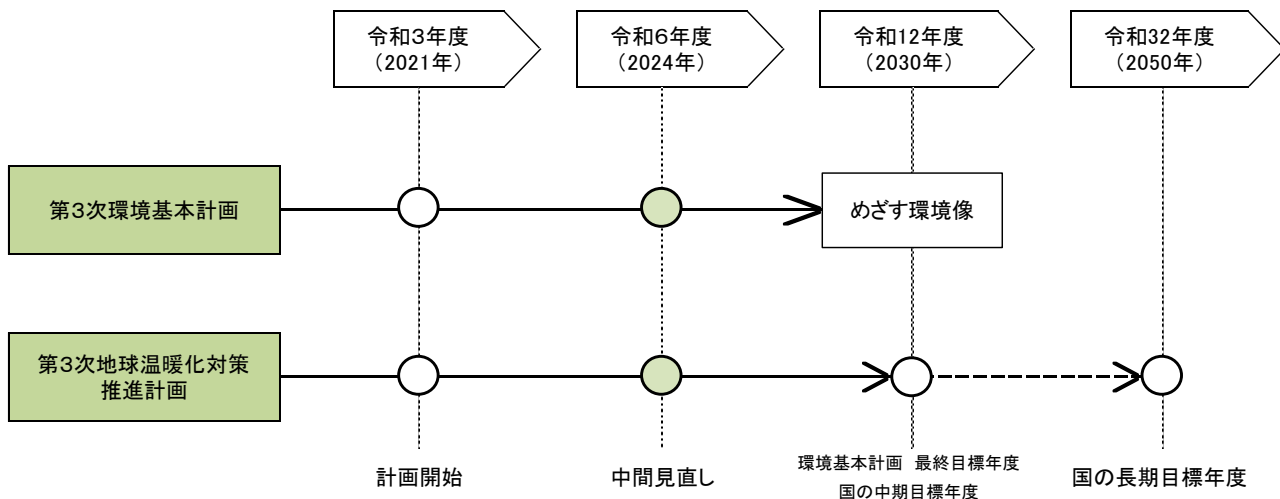 令和3年度
（2021年）
令和6年度
（2024年）
令和12年度
（2030年）
令和32年度
（2050年）
第3次環境基本計画
めざす環境像
第3次地球温暖化対策
推進計画
計画開始
中間見直し
環境基本計画　最終目標年度
国の中期目標年度
国の長期目標年度